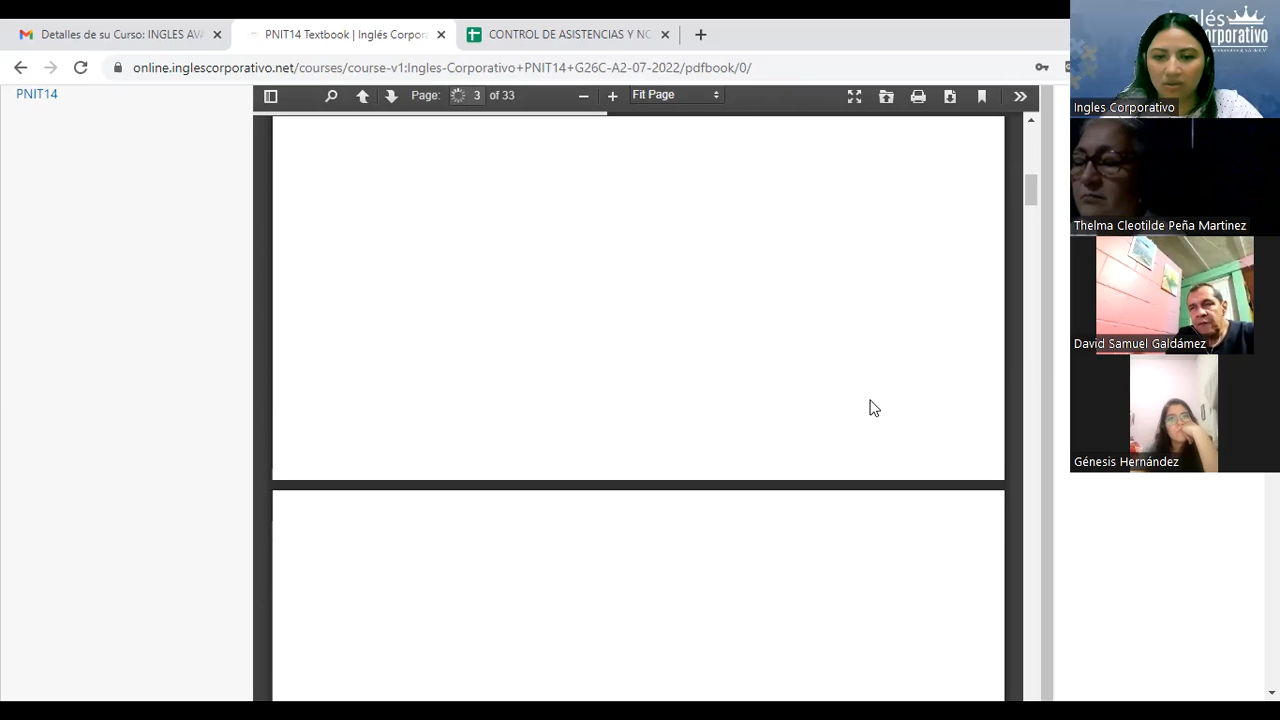 Detalles de su Curso: INGLES AVA
PNIT14 Textbook | Inglés Corpor
CONTROL DE ASISTENCIAS Y NO
online.inglescorporativo.net/courses/course-v1:Ingles-Corporativo+PNIT14+G26C-A2-07-2022/pdfbook/0/
PNIT14
Page: 3 of 33
Fit Page
inglés
corporativo
Ingles Corporativo
Thelma Cleotilde Peña Martinez
David Samuel Galdámez
Génesis Hernández